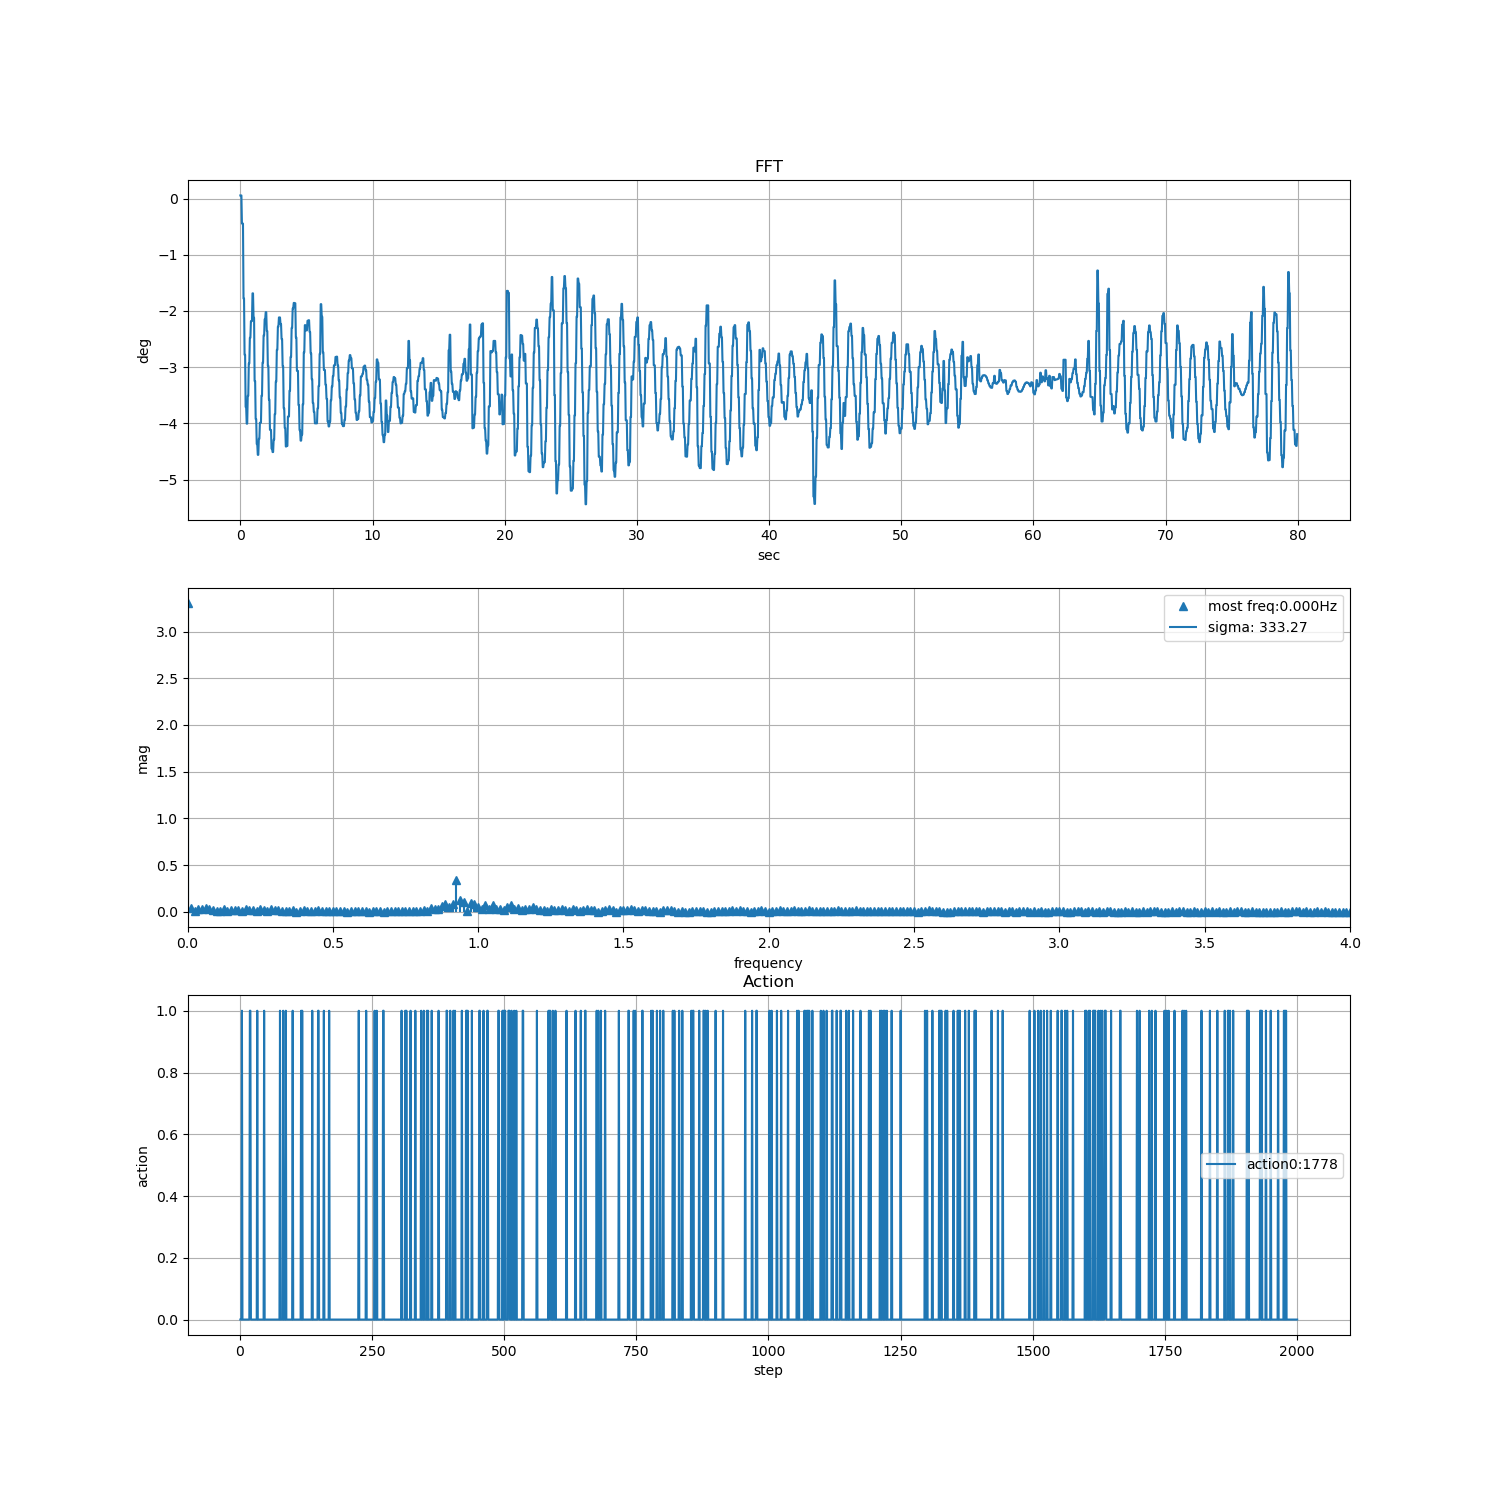 FFT
0
−1
−2
−3
−4
−5
deg
0 10 20 30 40 50 60 70 80
sec
most freq:0.000Hz
sigma: 333.27
3.0
2.5
2.0
1.5
1.0
0.5
0.0
mag
0.0 0.5 1.0 1.5 2.0 2.5 3.0 3.5 4.0
frequency
Action
1.0
0.8
0.6
0.4
0.2
0.0
action
action0:1778
0 250 500 750 1000 1250 1500 1750 2000
step